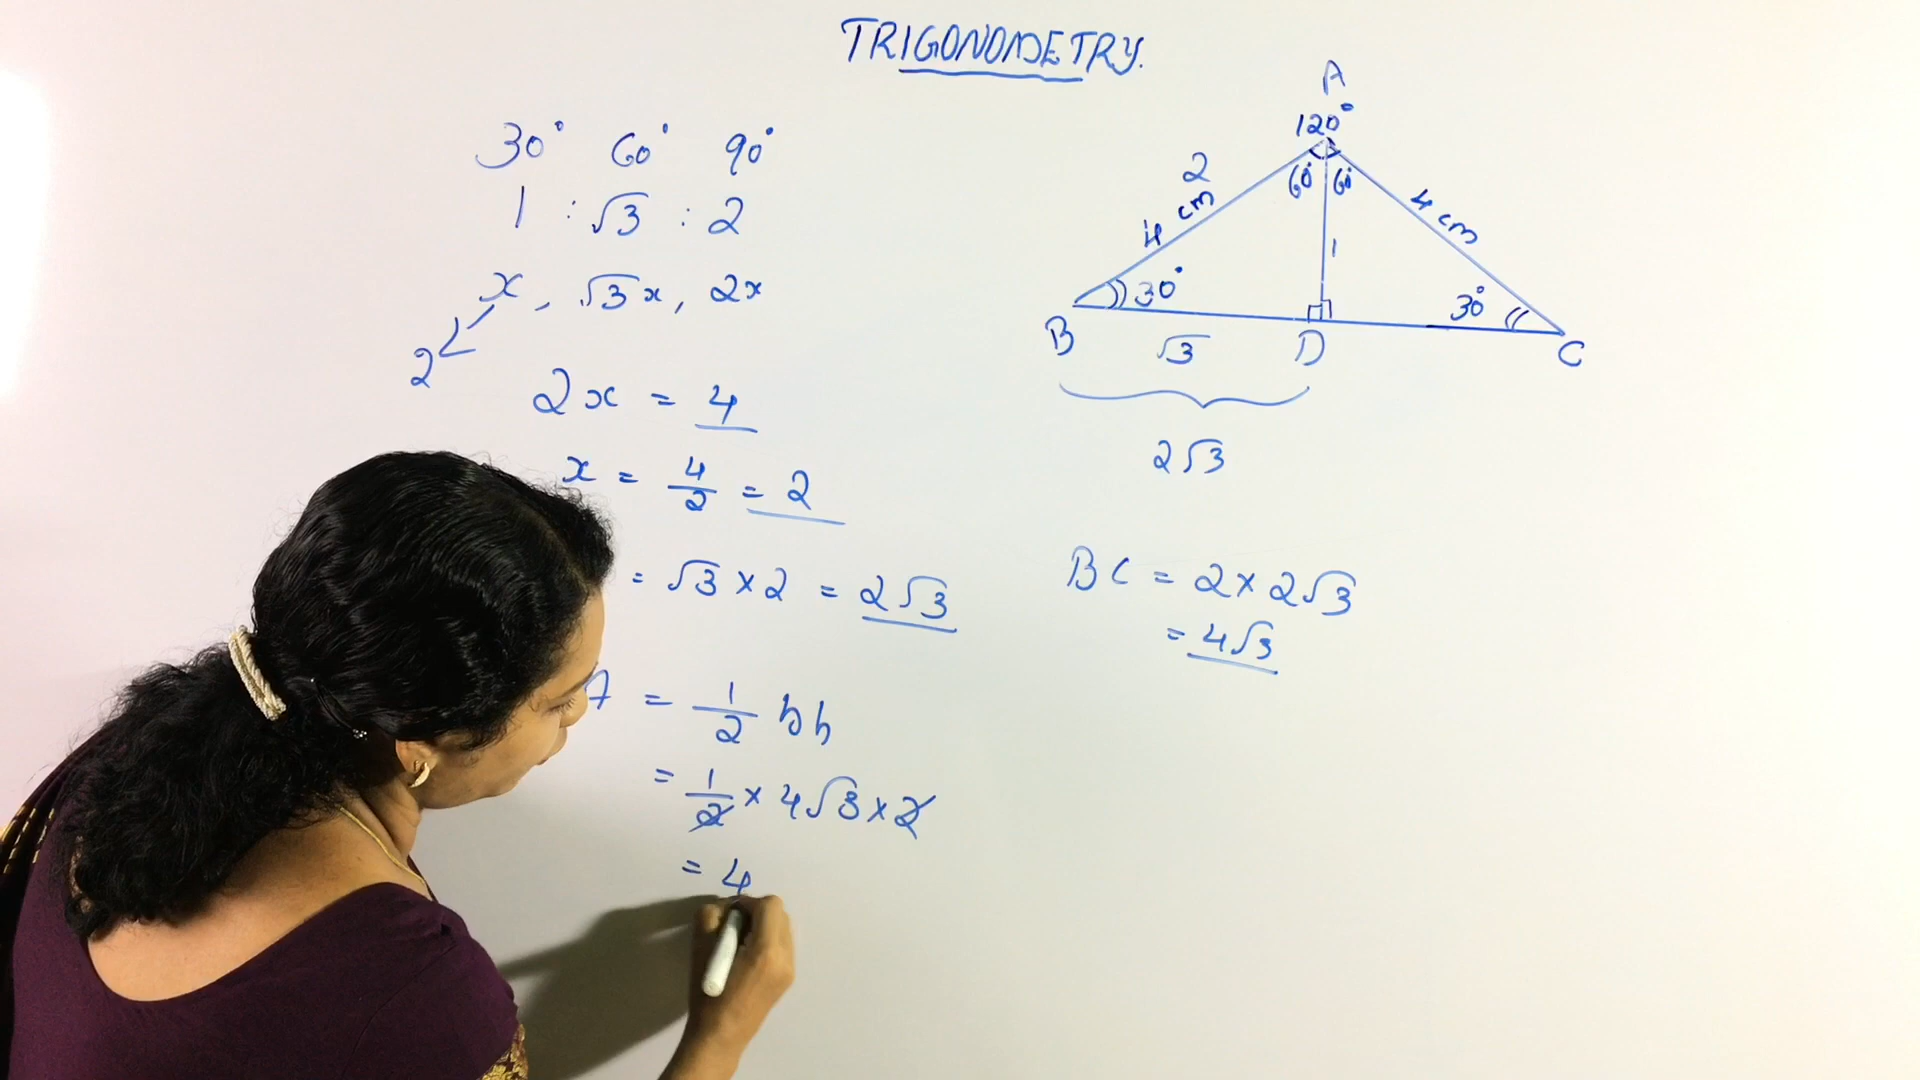 TRIGONOMETRY.
30° 60° 90°
1 : √3 : 2
x, √3x, 2x
2
2x = 4
x = 4/2 = 2
= √3 × 2 = 2√3
A = 1/2 bh
= 1/2 × 4√3 × 2
= 4
A
120°
60° 60°
2
4 cm
4 cm
1
30°
30°
B
√3
D
C
2√3
BC = 2 × 2√3
= 4√3